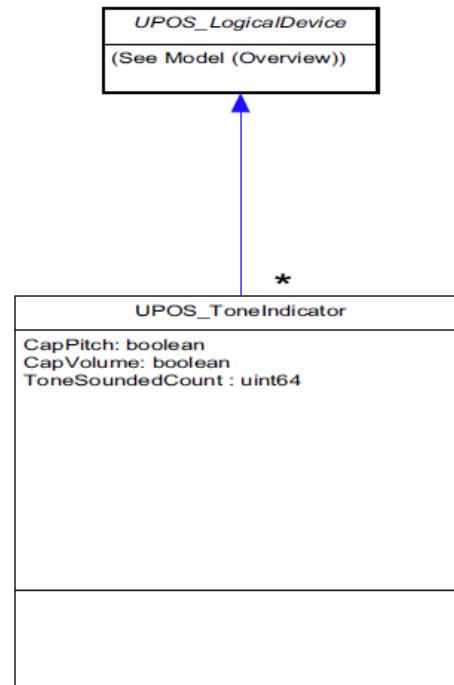 UPOS_LogicalDevice
(See Model (Overview))
*
UPOS_ToneIndicator
CapPitch: boolean
CapVolume: boolean
ToneSoundedCount : uint64